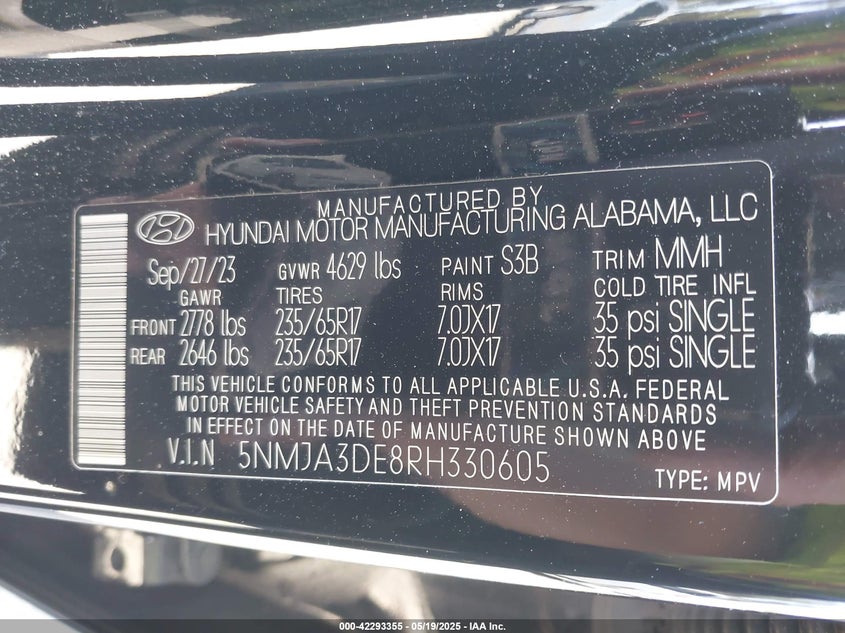 MANUFACTURED BY
HYUNDAI MOTOR MANUFACTURING ALABAMA, LLC
Sep/27/23 GVWR 4629 lbs PAINT S3B TRIM MMH
GAWR TIRES RIMS COLD TIRE INFL
FRONT 2778 lbs 235/65R17 7.0JX17 35 psi SINGLE
REAR 2646 lbs 235/65R17 7.0JX17 35 psi SINGLE
THIS VEHICLE CONFORMS TO ALL APPLICABLE U.S.A. FEDERAL
MOTOR VEHICLE SAFETY AND THEFT PREVENTION STANDARDS
IN EFFECT ON THE DATE OF MANUFACTURE SHOWN ABOVE
V.I.N 5NMJA3DE8RH330605
TYPE: MPV
000-42293355 - 05/19/2025 - IAA Inc.